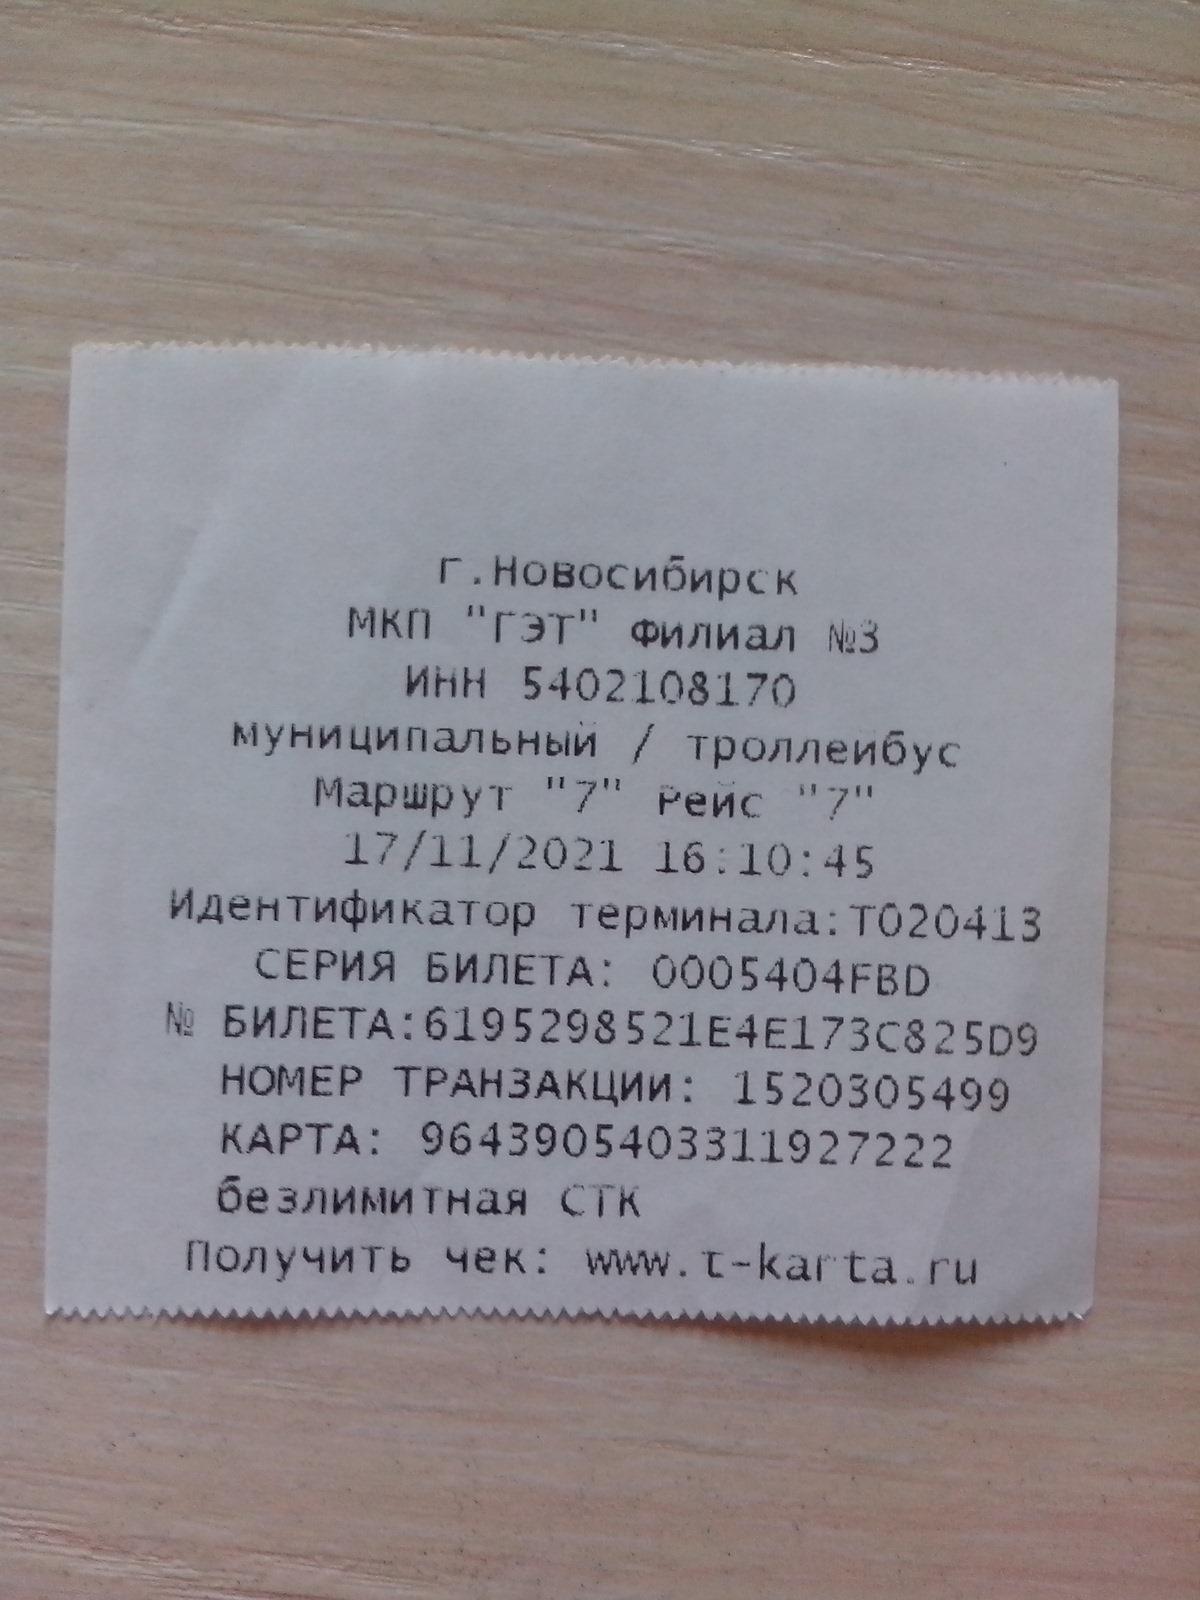 г.Новосибирск
МКП "ГЭТ" Филиал №3
ИНН 5402108170
муниципальный / троллейбус
Маршрут "7" Рейс "7"
17/11/2021 16:10:45
Идентификатор терминала:T020413
СЕРИЯ БИЛЕТА: 0005404FBD
№ БИЛЕТА:6195298521E4E173C825D9
НОМЕР ТРАНЗАКЦИИ: 1520305499
КАРТА: 9643905403311927222
безлимитная СТК
Получить чек: www.t-karta.ru